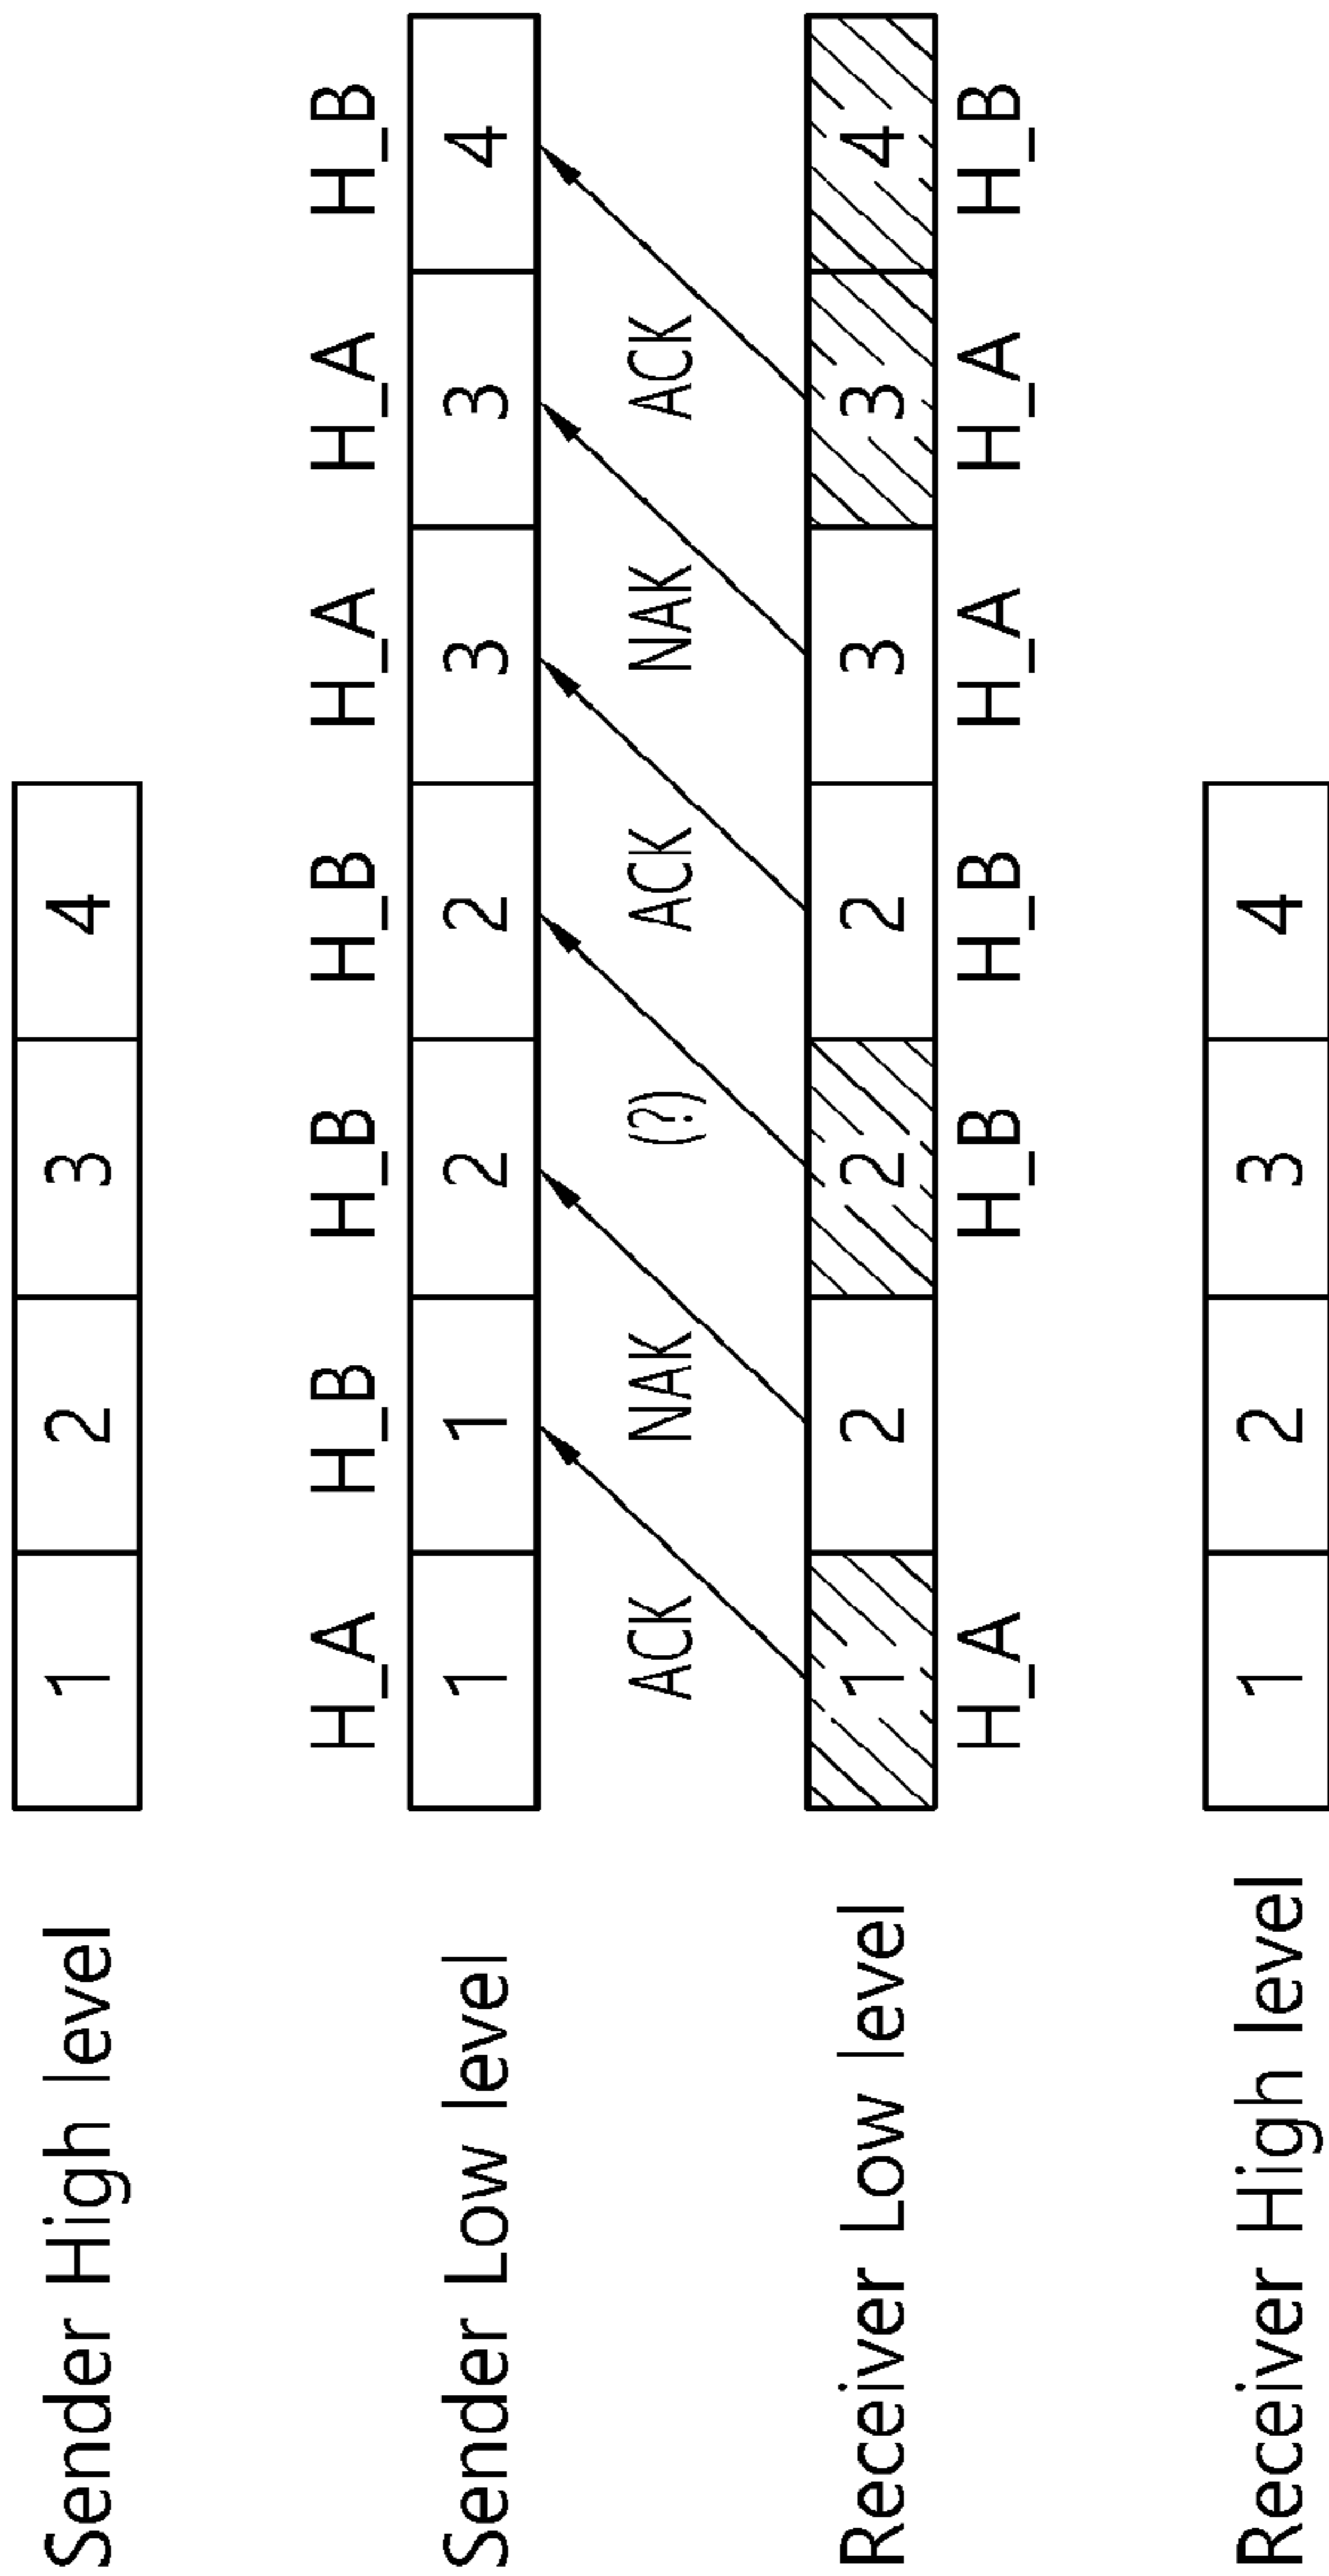 Sender High level 1 2 3 4
H_A H_B H_B H_B H_A H_A H_B
Sender Low level 1 1 2 2 3 3 4
ACK NAK (?) ACK NAK ACK
Receiver Low level 1 2 2 2 3 3 4
H_A H_B H_B H_A H_A H_B
Receiver High level 1 2 3 4